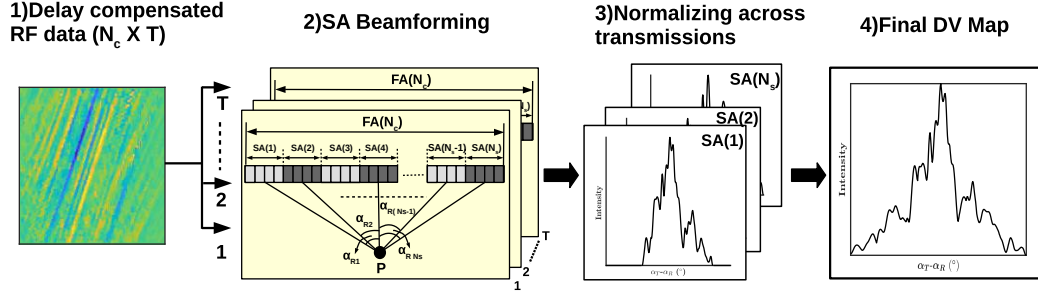 1)Delay compensated
RF data (Nc X T)
T
2
1
2)SA Beamforming
FA(Nc)
FA(Nc)
SA(1) SA(2) SA(3) SA(4) SA(Ns-1) SA(Ns)
αR2
αR( Ns-1)
αR1
αR Ns
P
T
2
1
3)Normalizing across
transmissions
SA(Ns)
SA(2)
SA(1)
Intensity
αT-αR (°)
4)Final DV Map
Intensity
αT-αR (°)